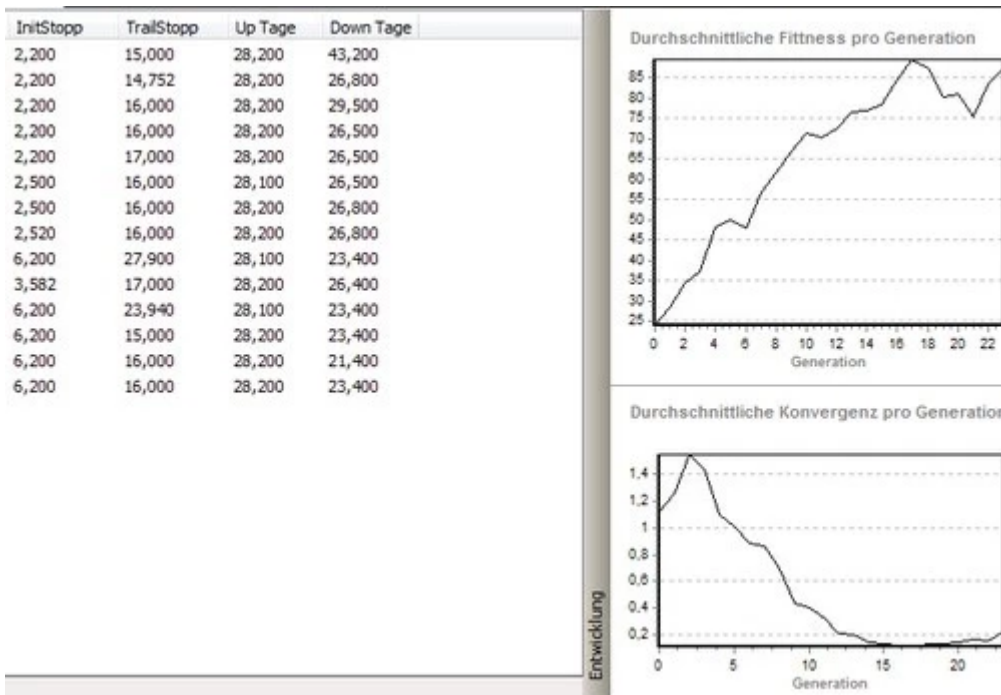 InitStopp TrailStopp Up Tage Down Tage
2,200 15,000 28,200 43,200
2,200 14,752 28,200 26,800
2,200 16,000 28,200 29,500
2,200 16,000 28,200 26,500
2,200 17,000 28,200 26,500
2,500 16,000 28,100 26,500
2,500 16,000 28,200 26,800
2,520 16,000 28,200 26,800
6,200 27,900 28,100 23,400
3,582 17,000 28,200 26,400
6,200 23,940 28,100 23,400
6,200 15,000 28,200 23,400
6,200 16,000 28,200 21,400
6,200 16,000 28,200 23,400
Entwicklung
Durchschnittliche Fittness pro Generation
85
80
75
70
65
60
55
50
45
40
35
30
25
0 2 4 6 8 10 12 14 16 18 20 22
Generation
Durchschnittliche Konvergenz pro Generation
1,4
1,2
1
0,8
0,6
0,4
0,2
0 5 10 15 20
Generation